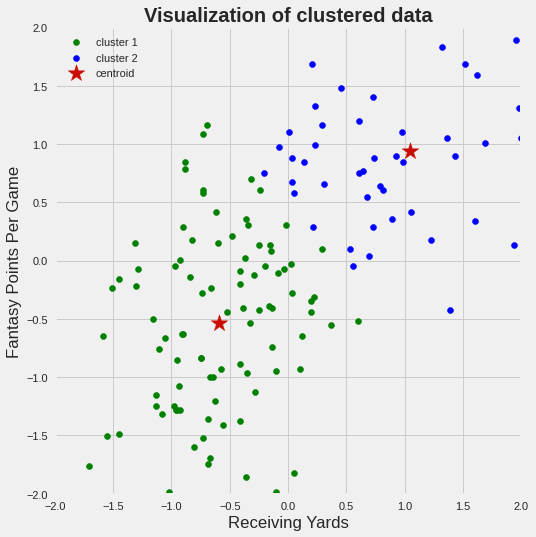 Visualization of clustered data
cluster 1
cluster 2
centroid
Fantasy Points Per Game
2.0
1.5
1.0
0.5
0.0
−0.5
−1.0
−1.5
−2.0
−2.0 −1.5 −1.0 −0.5 0.0 0.5 1.0 1.5 2.0
Receiving Yards